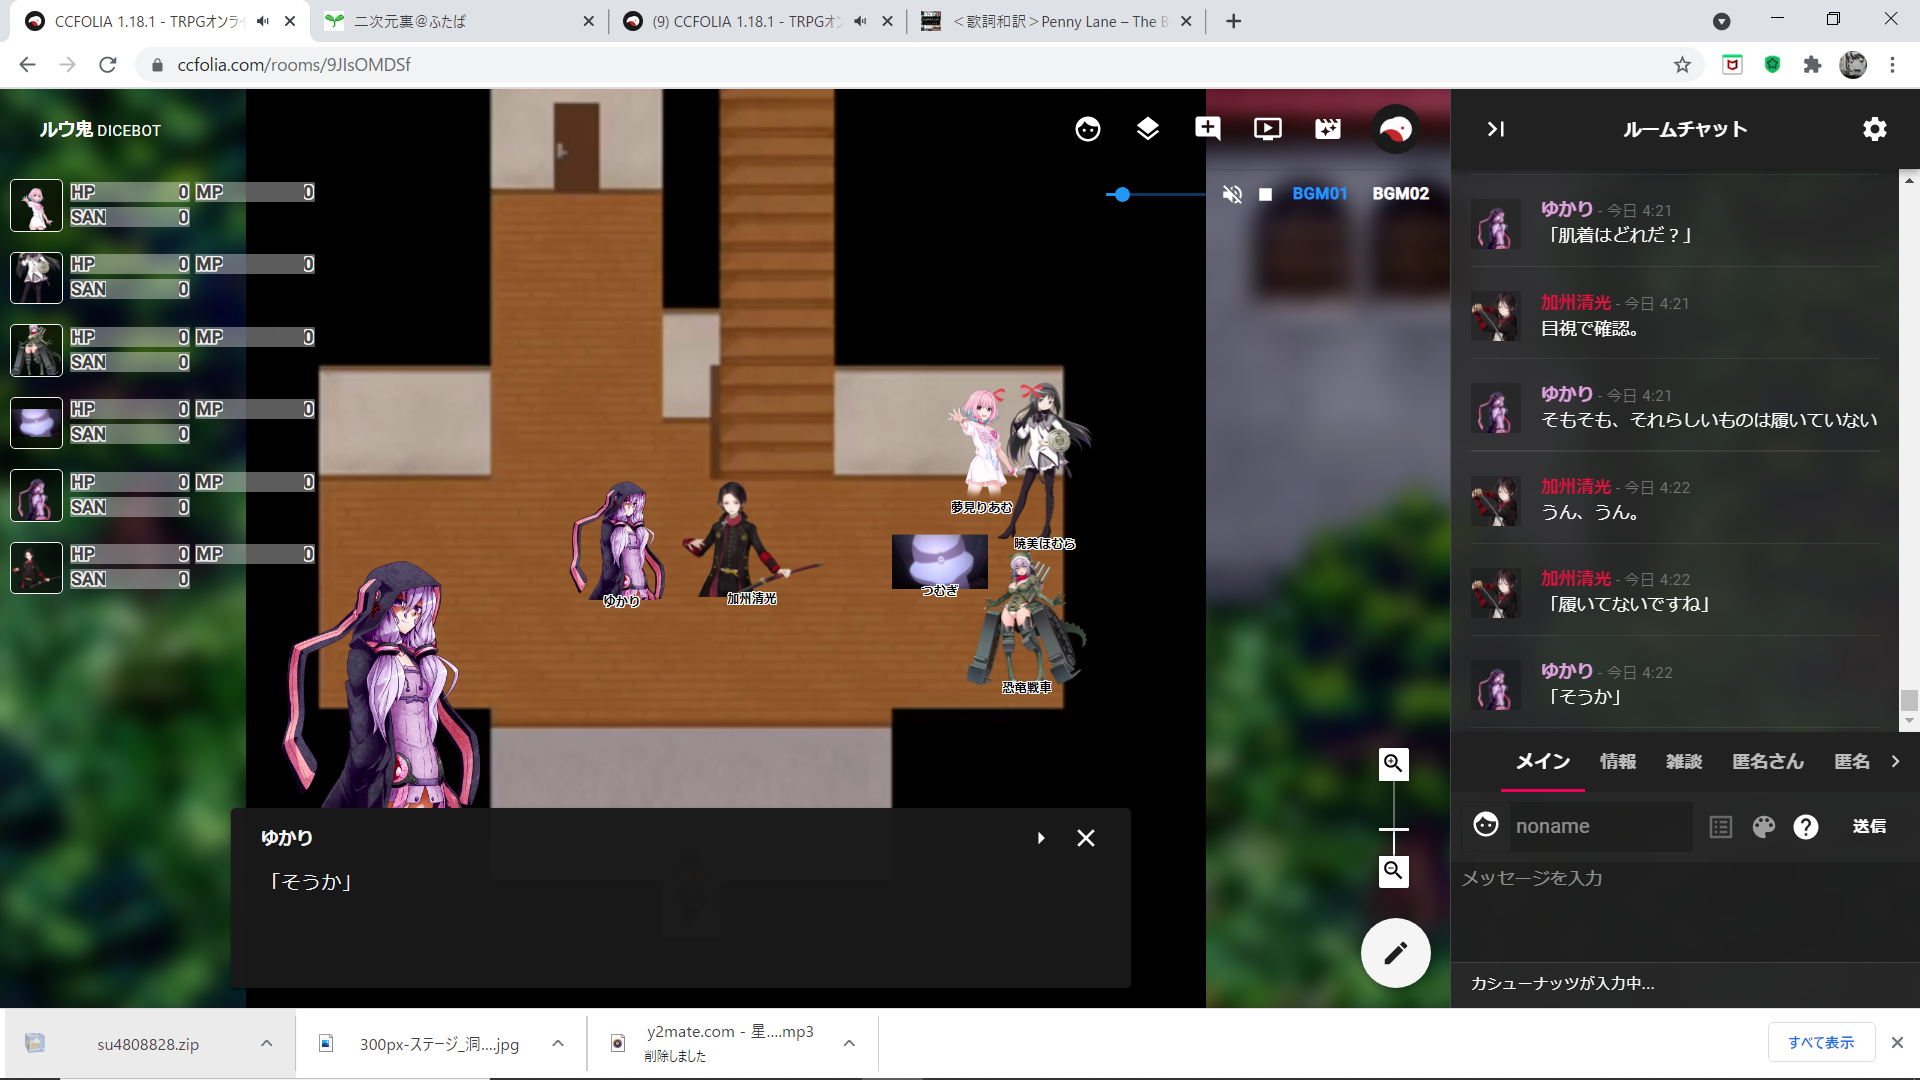 CCFOLIA 1.18.1 - TRPGオンライ
二次元裏@ふたば
(9) CCFOLIA 1.18.1 - TRPGオン
＜歌詞和訳＞Penny Lane – The B
ccfolia.com/rooms/9JIsOMDSf
ルウ鬼 DICEBOT
HP 0 MP 0
SAN 0
HP 0 MP 0
SAN 0
HP 0 MP 0
SAN 0
HP 0 MP 0
SAN 0
HP 0 MP 0
SAN 0
HP 0 MP 0
SAN 0
BGM01 BGM02
夢見りあむ
暁美ほむら
つむぎ
ゆかり
加州清光
恐竜戦車
ゆかり
「そうか」
ルームチャット
ゆかり - 今日 4:21
「肌着はどれだ？」
加州清光 - 今日 4:21
目視で確認。
ゆかり - 今日 4:21
そもそも、それらしいものは履いていない
加州清光 - 今日 4:22
うん、うん。
加州清光 - 今日 4:22
「履いてないですね」
ゆかり - 今日 4:22
「そうか」
メイン 情報 雑談 匿名さん 匿名
noname
送信
メッセージを入力
カシューナッツが入力中...
su4808828.zip
300px-ステージ_洞....jpg
y2mate.com - 星....mp3
削除しました
すべて表示